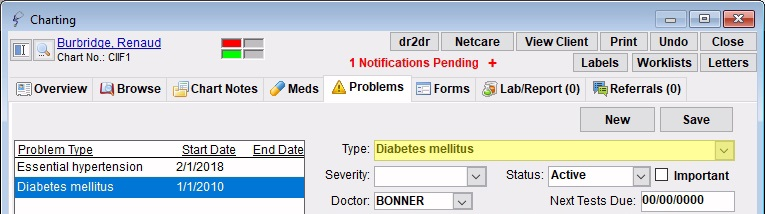 Charting
Burbridge, Renaud
Chart No.: CIIF1
dr2dr Netcare View Client Print Undo Close
1 Notifications Pending +
Labels Worklists Letters
Overview Browse Chart Notes Meds Problems Forms Lab/Report (0) Referrals (0)
New Save
Problem Type Start Date End Date
Essential hypertension 2/1/2018
Diabetes mellitus 1/1/2010
Type: Diabetes mellitus
Severity: Status: Active Important
Doctor: BONNER Next Tests Due: 00/00/0000